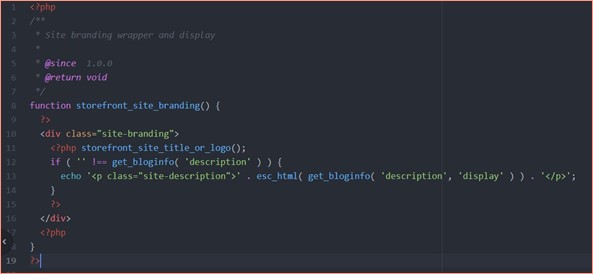 1 <?php
2 /**
3  * Site branding wrapper and display
4  *
5  * @since  1.0.0
6  * @return void
7  */
8 function storefront_site_branding() {
9   ?>
10   <div class="site-branding">
11     <?php storefront_site_title_or_logo();
12     if ( '' !== get_bloginfo( 'description' ) ) {
13       echo '<p class="site-description">' . esc_html( get_bloginfo( 'description', 'display' ) ) . '</p>';
14     }
15     ?>
16   </div>
17   <?php
18 }
19 ?>